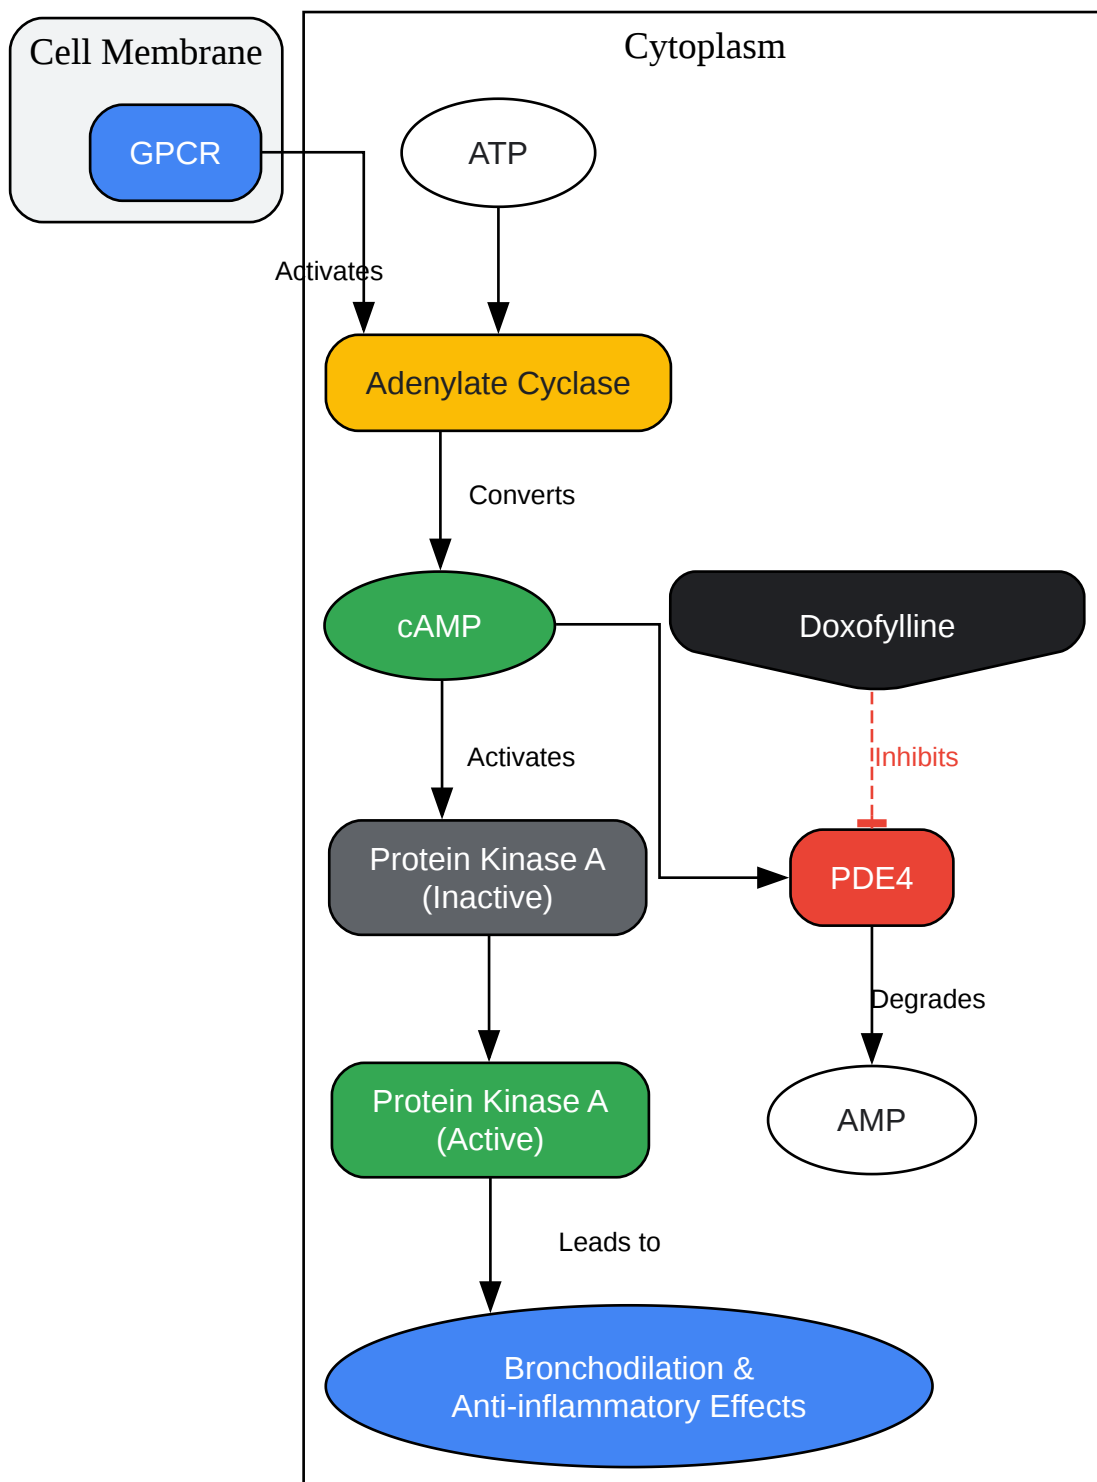 Cell Membrane
Cytoplasm
GPCR
ATP
Activates
Adenylate Cyclase
Converts
cAMP
Doxofylline
Activates
Inhibits
Protein Kinase A
(Inactive)
PDE4
Degrades
Protein Kinase A
(Active)
AMP
Leads to
Bronchodilation &
Anti-inflammatory Effects